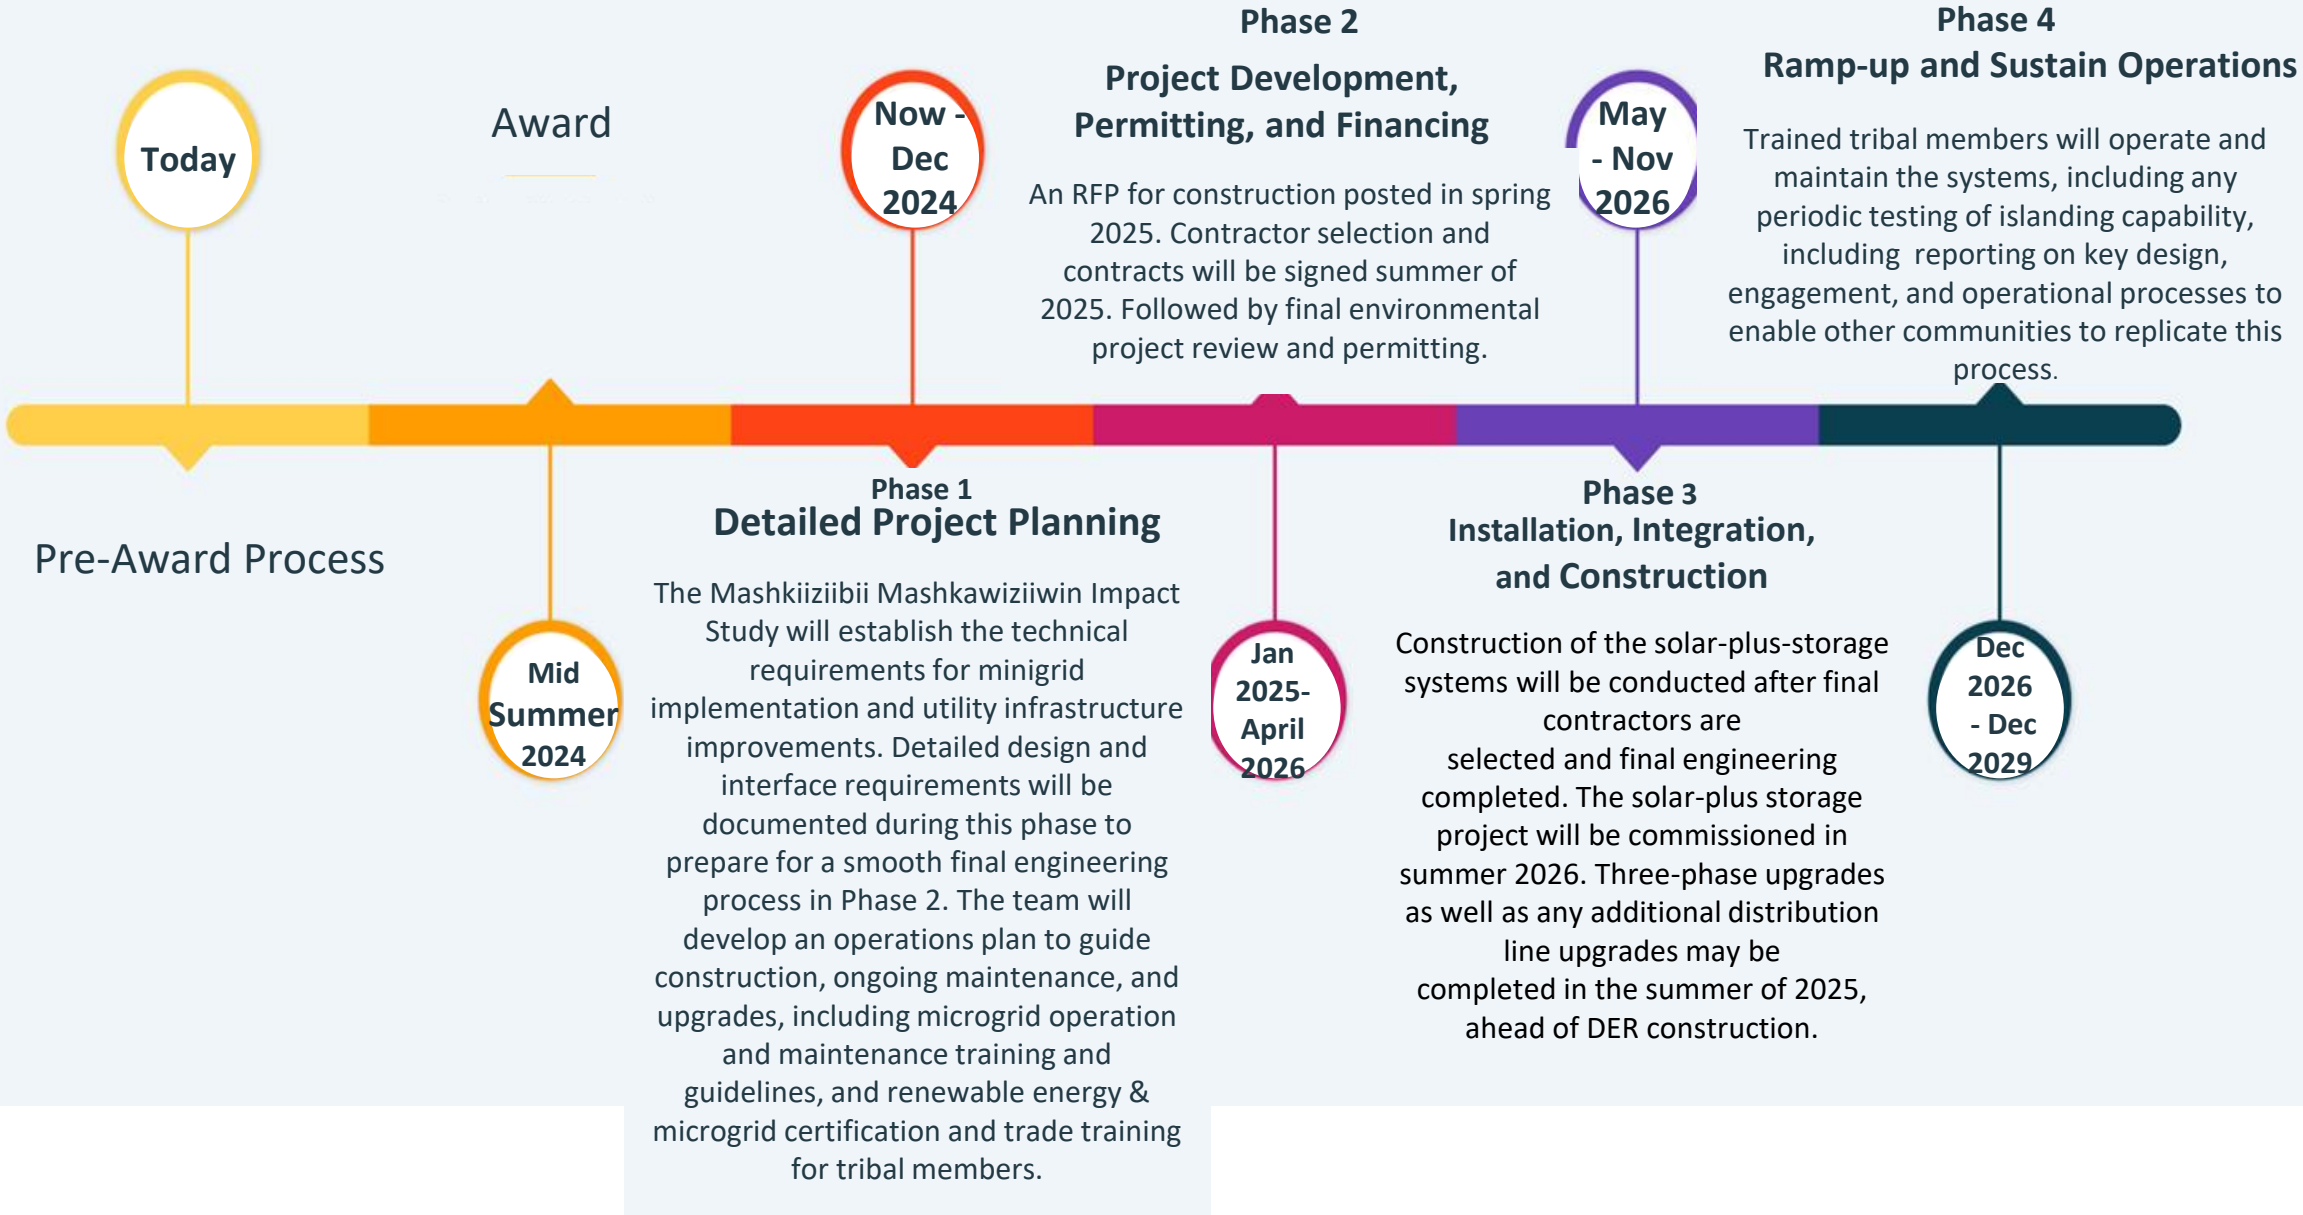 Today
Pre-Award Process
Award
Mid
Summer
2024
Now -
Dec
2024
Phase 1
Detailed Project Planning
The Mashkiiziibii Mashkawiziiwin Impact
Study will establish the technical
requirements for minigrid
implementation and utility infrastructure
improvements. Detailed design and
interface requirements will be
documented during this phase to
prepare for a smooth final engineering
process in Phase 2. The team will
develop an operations plan to guide
construction, ongoing maintenance, and
upgrades, including microgrid operation
and maintenance training and
guidelines, and renewable energy &
microgrid certification and trade training
for tribal members.
Phase 2
Project Development,
Permitting, and Financing
An RFP for construction posted in spring
2025. Contractor selection and
contracts will be signed summer of
2025. Followed by final environmental
project review and permitting.
Jan
2025-
April
2026
May
- Nov
2026
Phase 3
Installation, Integration,
and Construction
Construction of the solar-plus-storage
systems will be conducted after final
contractors are
selected and final engineering
completed. The solar-plus storage
project will be commissioned in
summer 2026. Three-phase upgrades
as well as any additional distribution
line upgrades may be
completed in the summer of 2025,
ahead of DER construction.
Phase 4
Ramp-up and Sustain Operations
Trained tribal members will operate and
maintain the systems, including any
periodic testing of islanding capability,
including reporting on key design,
engagement, and operational processes to
enable other communities to replicate this
process.
Dec
2026
- Dec
2029